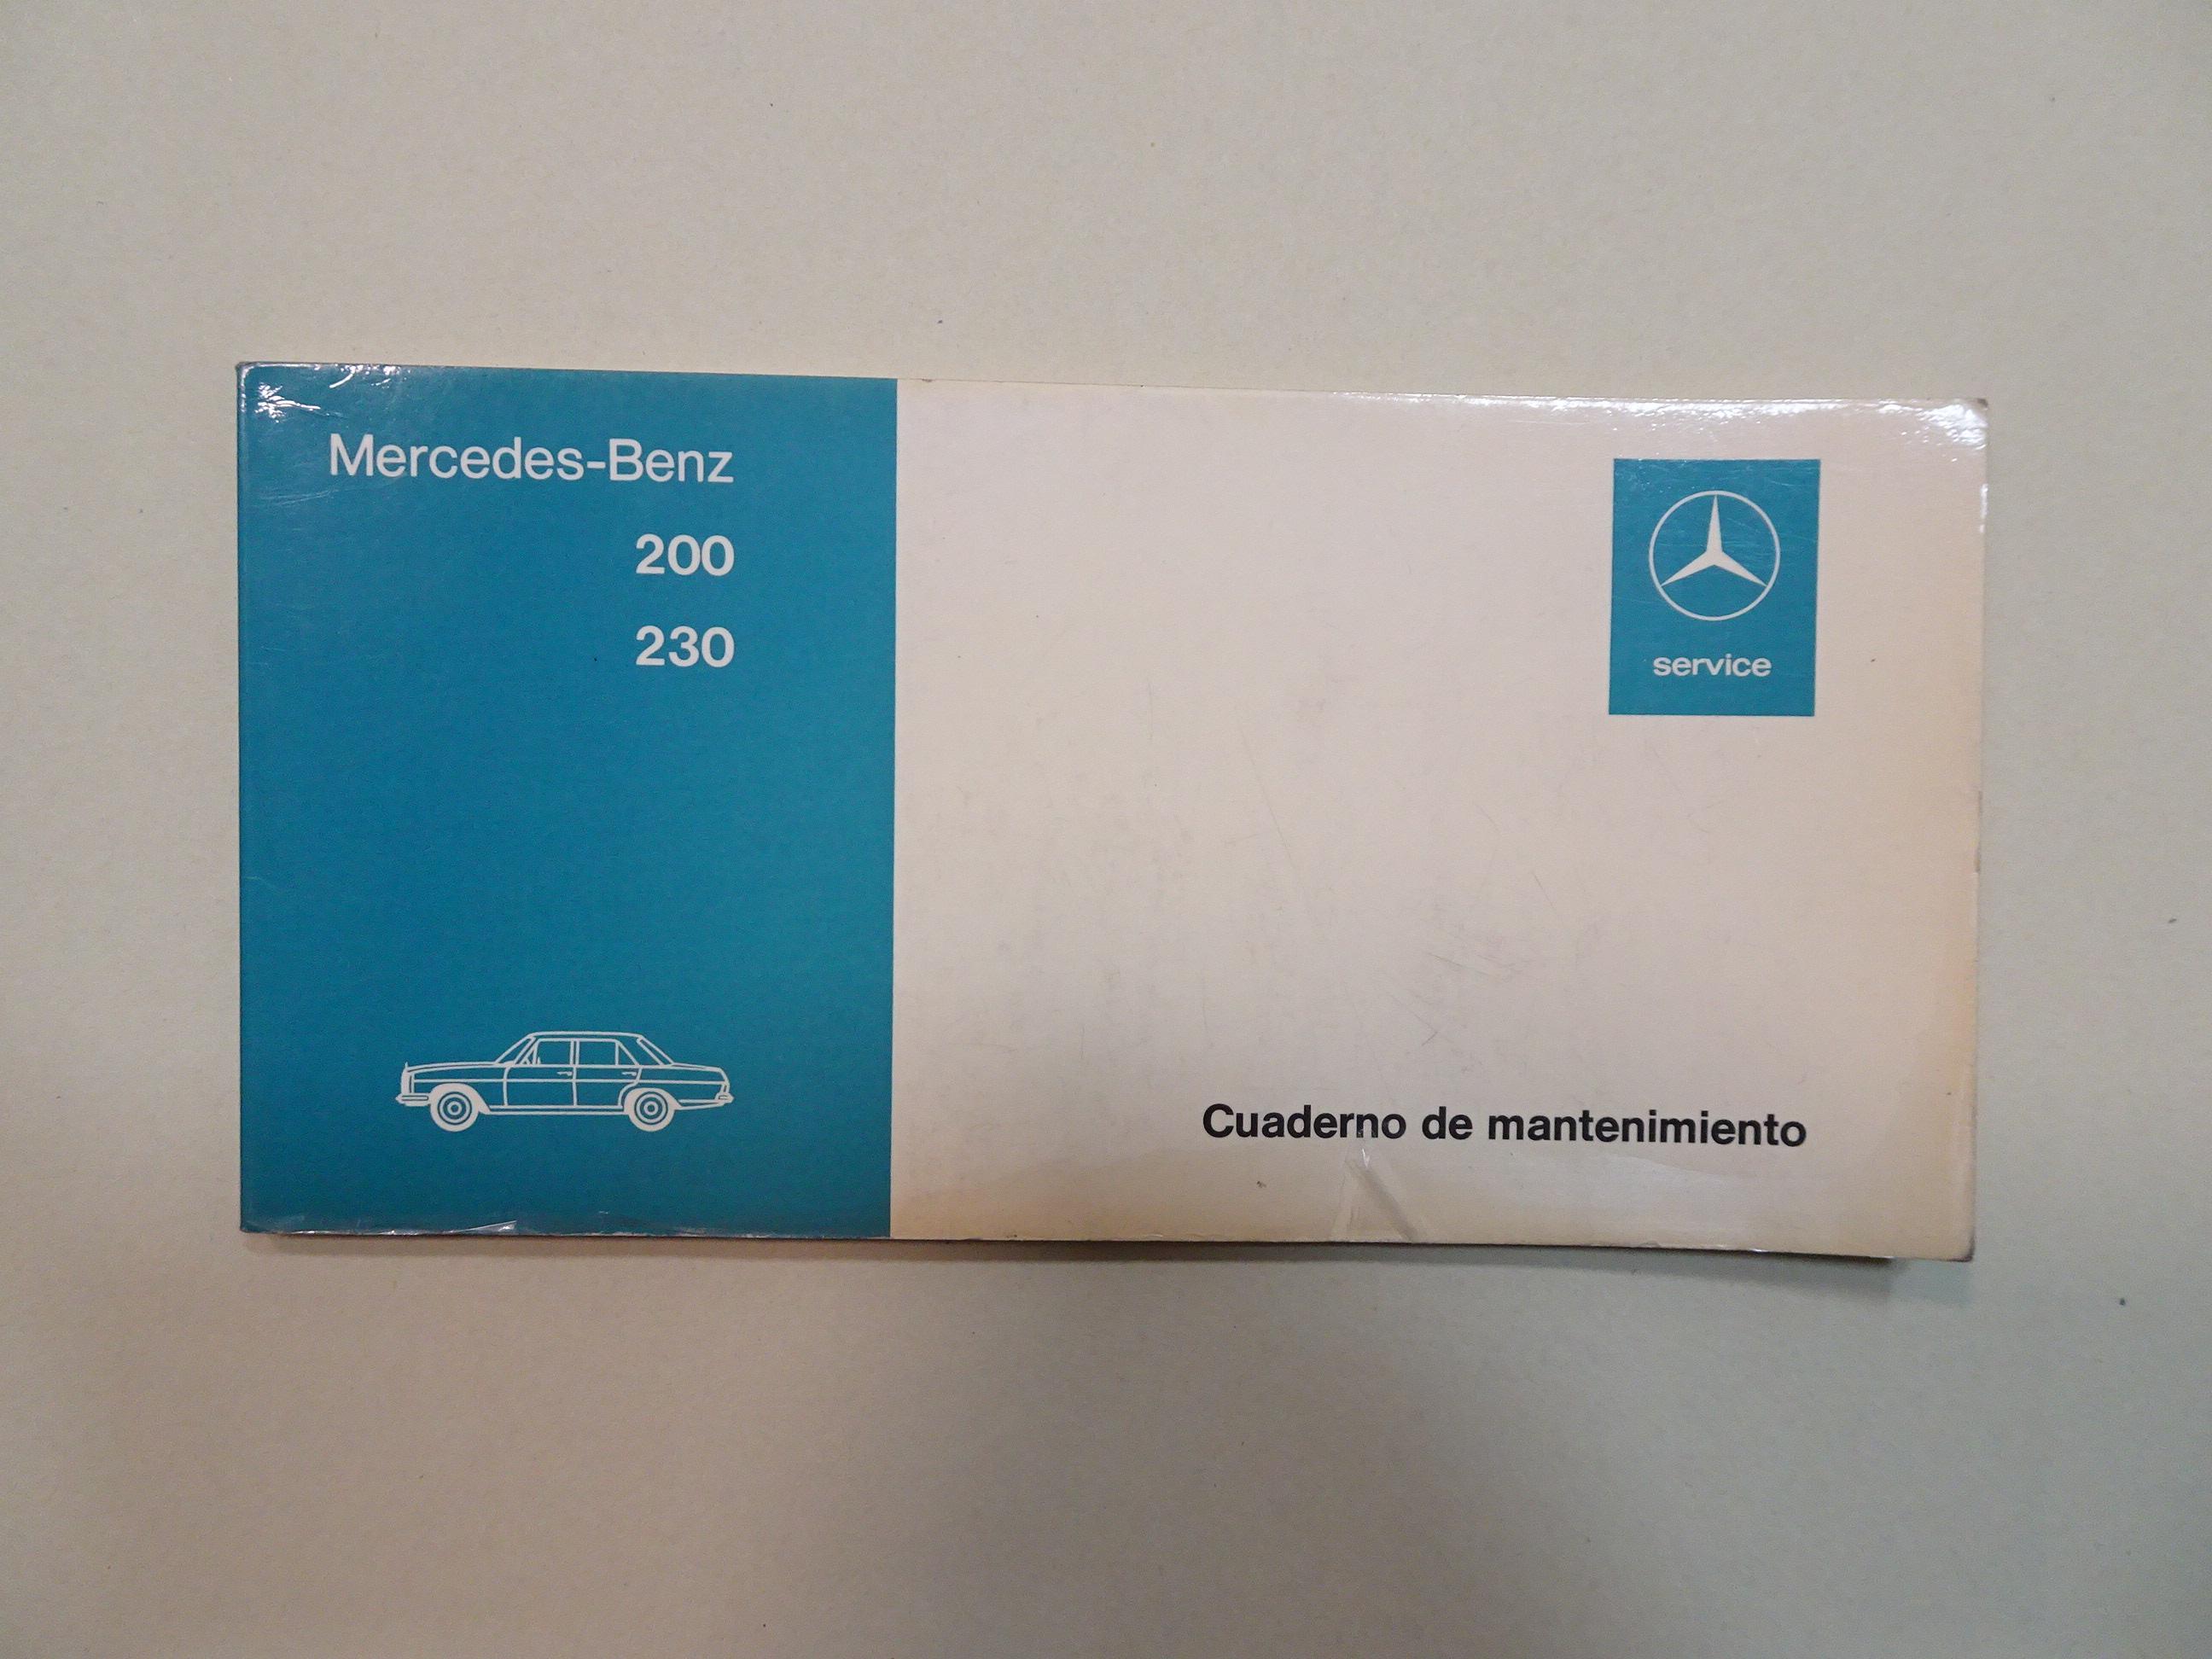 Mercedes-Benz
200
230
service
Cuaderno de mantenimiento